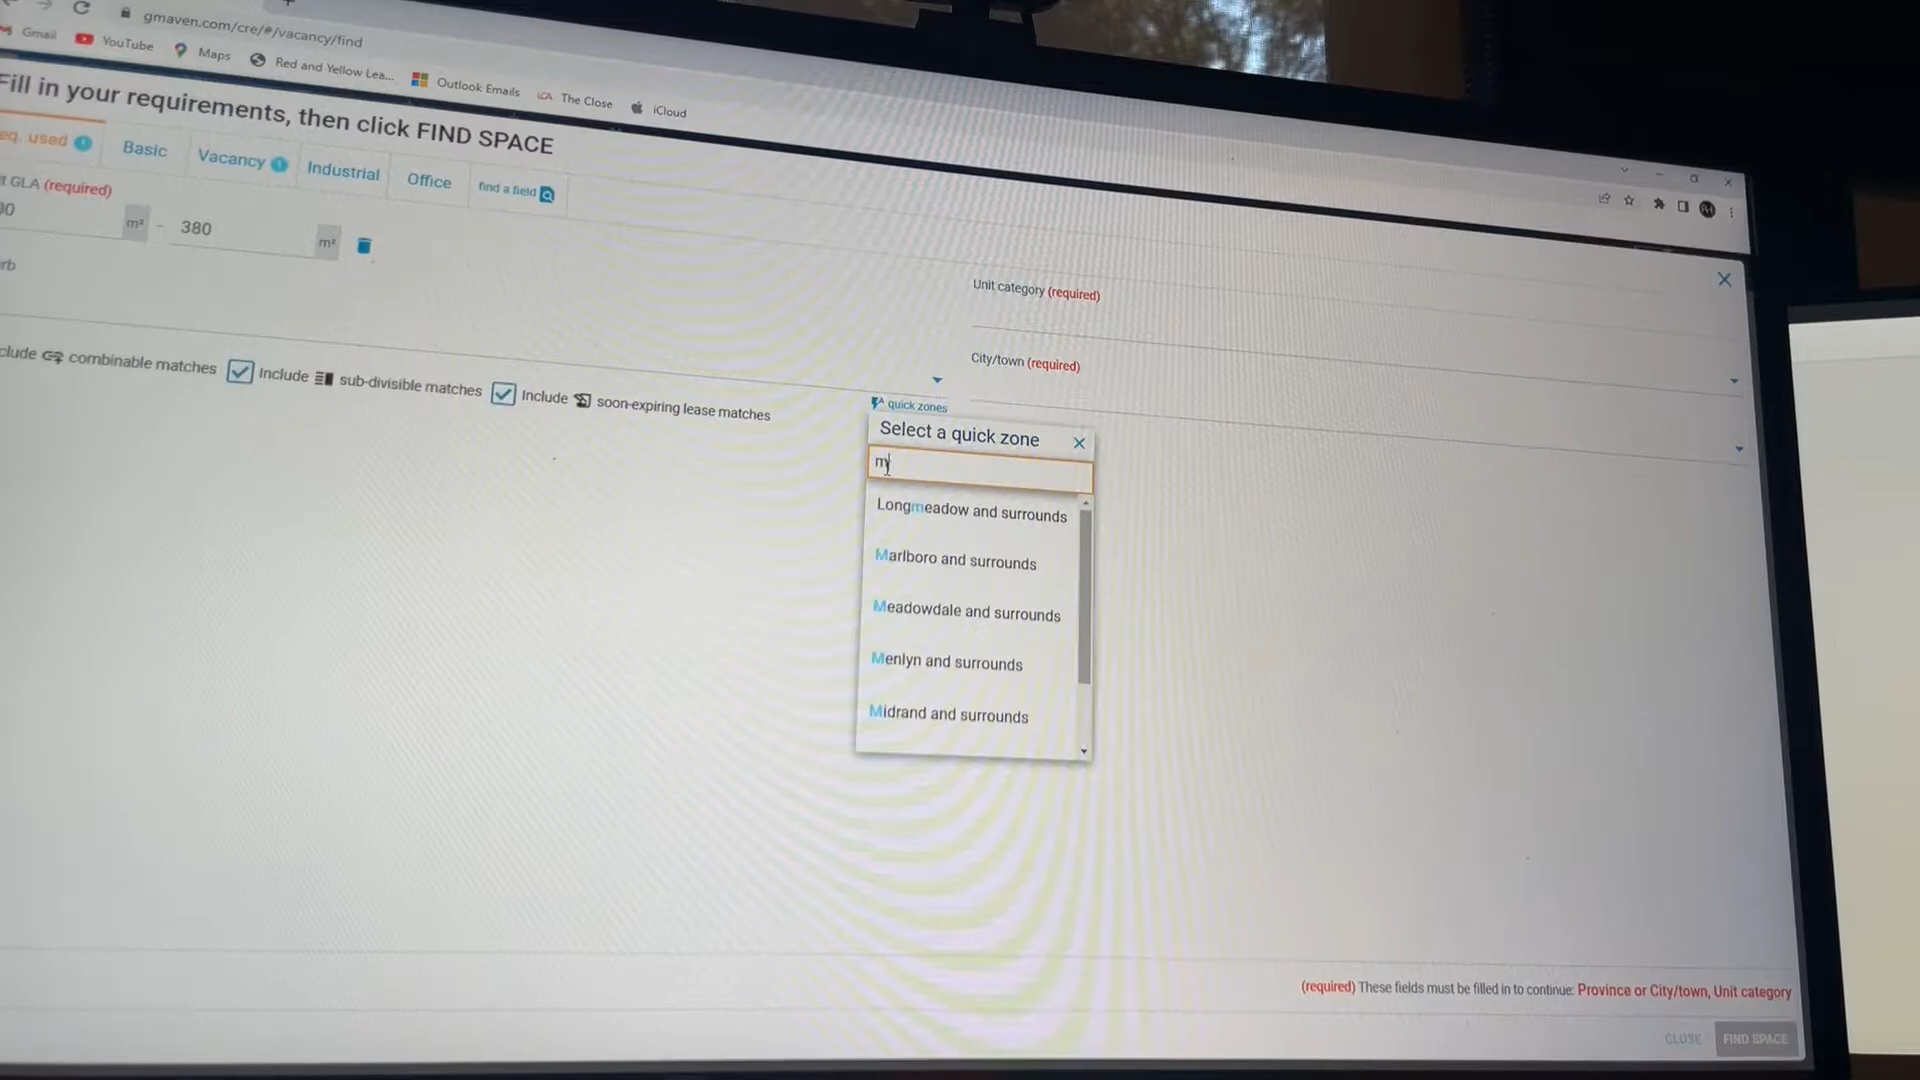 gmaven.com/cre/#/vacancy/find
Gmail YouTube Maps Red and Yellow Lea... Outlook Emails The Close iCloud
Fill in your requirements, then click FIND SPACE
used Basic Vacancy Industrial Office find a field
GLA (required)
m² - 380 m²
Unit category (required)
City/town (required)
combinable matches Include sub-divisible matches Include soon-expiring lease matches
quick zones
Select a quick zone
m
Longmeadow and surrounds
Marlboro and surrounds
Meadowdale and surrounds
Menlyn and surrounds
Midrand and surrounds
(required) These fields must be filled in to continue: Province or City/town, Unit category
CLOSE FIND SPACE